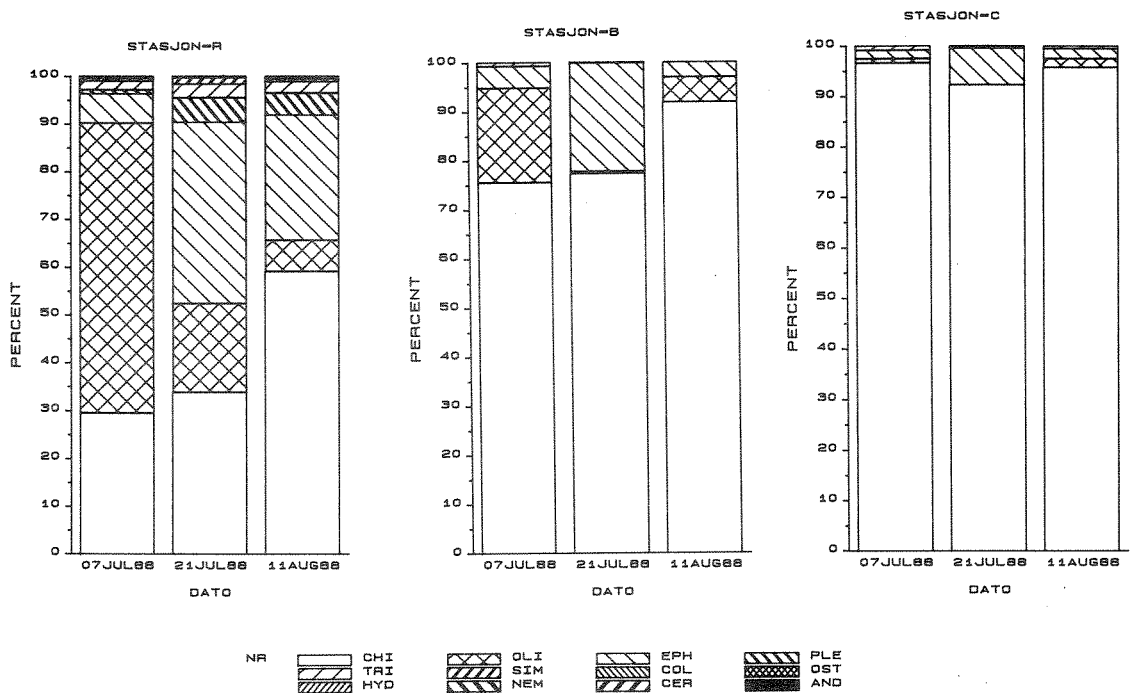 STASJON=A
100
90
80
70
60
50
40
30
20
10
0
PERCENT
07JUL88 21JUL88 11AUG88
DATO
STASJON=B
100
90
80
70
60
50
40
30
20
10
0
PERCENT
07JUL88 21JUL88 11AUG88
DATO
STASJON=C
100
90
80
70
60
50
40
30
20
10
0
PERCENT
07JUL88 21JUL88 11AUG88
DATO
NR CHI OLI EPH PLE
TRI SIM COL OST
HYD NEM CER AND